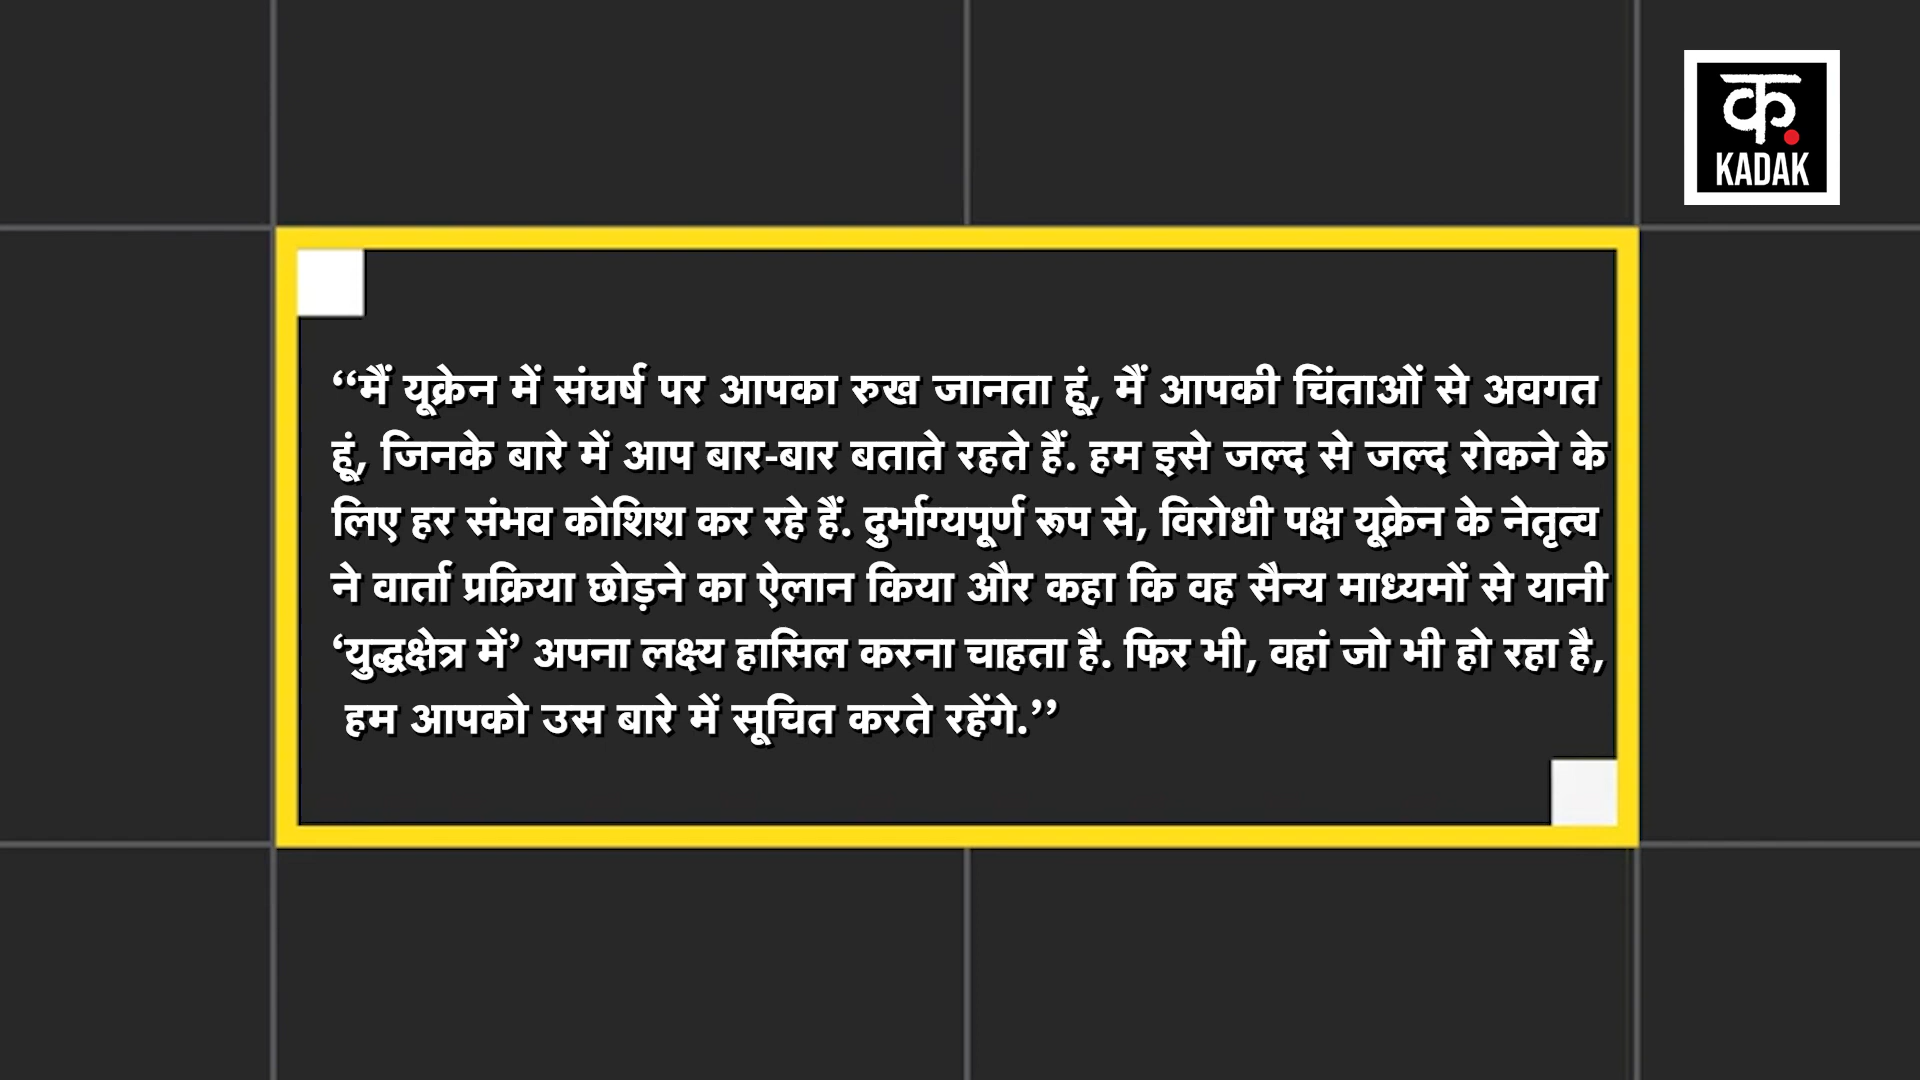 क
KADAK
‘‘मैं यूक्रेन में संघर्ष पर आपका रुख जानता हूं, मैं आपकी चिंताओं से अवगत
हूं, जिनके बारे में आप बार-बार बताते रहते हैं. हम इसे जल्द से जल्द रोकने के
लिए हर संभव कोशिश कर रहे हैं. दुर्भाग्यपूर्ण रूप से, विरोधी पक्ष यूक्रेन के नेतृत्व
ने वार्ता प्रक्रिया छोड़ने का ऐलान किया और कहा कि वह सैन्य माध्यमों से यानी
‘युद्धक्षेत्र में’ अपना लक्ष्य हासिल करना चाहता है. फिर भी, वहां जो भी हो रहा है,
हम आपको उस बारे में सूचित करते रहेंगे.’’